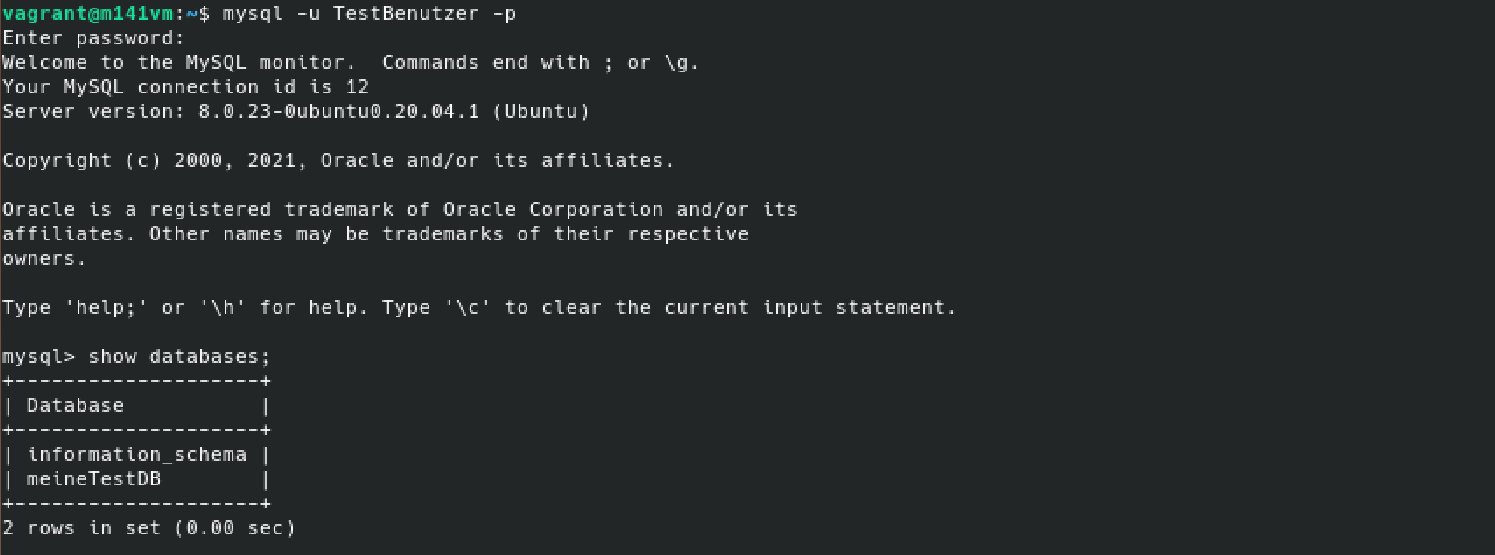 vagrant@m141vm:~$ mysql -u TestBenutzer -p
Enter password:
Welcome to the MySQL monitor.  Commands end with ; or \g.
Your MySQL connection id is 12
Server version: 8.0.23-0ubuntu0.20.04.1 (Ubuntu)

Copyright (c) 2000, 2021, Oracle and/or its affiliates.

Oracle is a registered trademark of Oracle Corporation and/or its
affiliates. Other names may be trademarks of their respective
owners.

Type 'help;' or '\h' for help. Type '\c' to clear the current input statement.

mysql> show databases;
+--------------------+
| Database           |
+--------------------+
| information_schema |
| meineTestDB        |
+--------------------+
2 rows in set (0.00 sec)